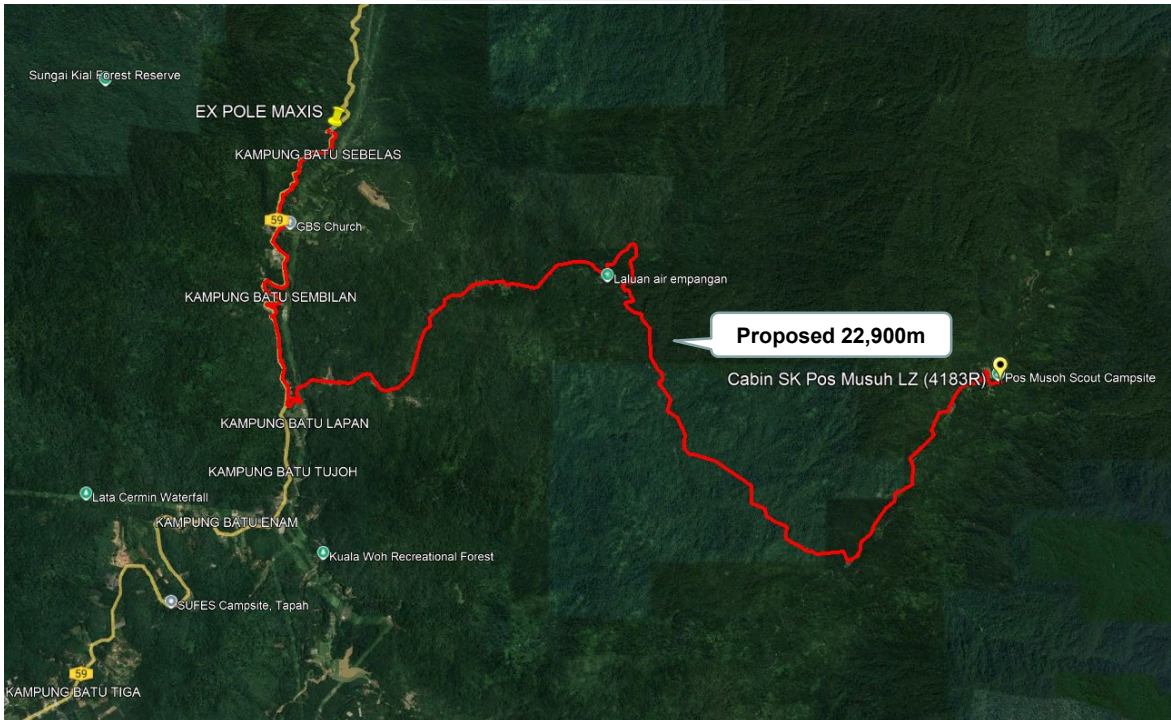 Sungai Kial Forest Reserve
EX POLE MAXIS
KAMPUNG BATU SEBELAS
59
GBS Church
Laluan air empangan
KAMPUNG BATU SEMBILAN
Proposed 22,900m
Cabin SK Pos Musuh LZ (4183R)
Pos Musoh Scout Campsite
KAMPUNG BATU LAPAN
KAMPUNG BATU TUJOH
Lata Cermin Waterfall
KAMPUNG BATU ENAM
Kuala Woh Recreational Forest
SUFES Campsite, Tapah
59
KAMPUNG BATU TIGA